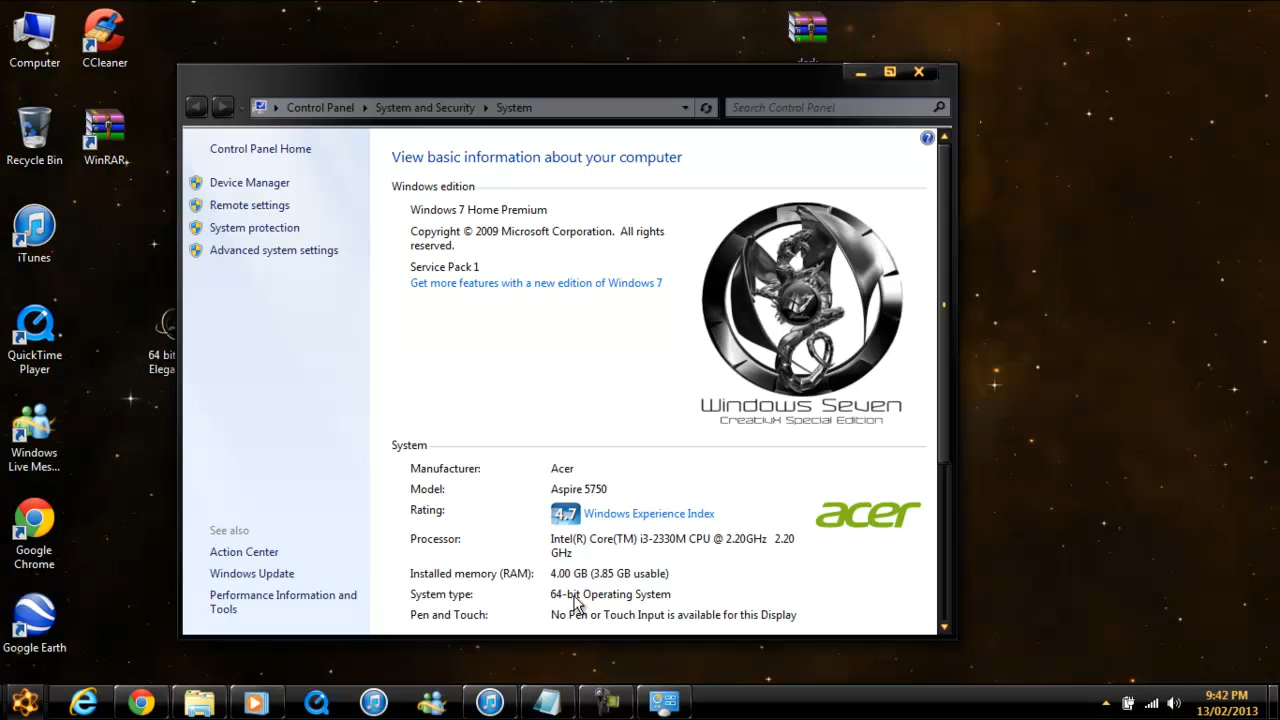 Computer
CCleaner
Recycle Bin
WinRAR
iTunes
QuickTime
Player
64 bit
Elega
Windows
Live Mes...
Google
Chrome
Google Earth
Control Panel
System and Security
System
Search Control Panel
Control Panel Home
Device Manager
Remote settings
System protection
Advanced system settings
See also
Action Center
Windows Update
Performance Information and
Tools
View basic information about your computer
Windows edition
Windows 7 Home Premium
Copyright © 2009 Microsoft Corporation. All rights
reserved.
Service Pack 1
Get more features with a new edition of Windows 7
Windows Seven
Creativx Special Edition
System
Manufacturer: Acer
Model: Aspire 5750
Rating: 4.7 Windows Experience Index
acer
Processor: Intel(R) Core(TM) i3-2330M CPU @ 2.20GHz 2.20
GHz
Installed memory (RAM): 4.00 GB (3.85 GB usable)
System type: 64-bit Operating System
Pen and Touch: No Pen or Touch Input is available for this Display
9:42 PM
13/02/2013